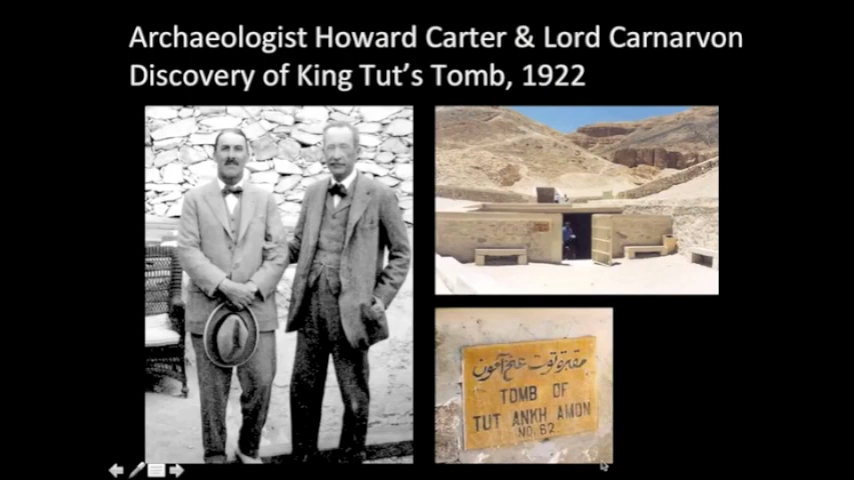 Archaeologist Howard Carter & Lord Carnarvon
Discovery of King Tut's Tomb, 1922
مقبرة توت عنخ آمون
TOMB OF
TUT ANKH AMON
NO. 62